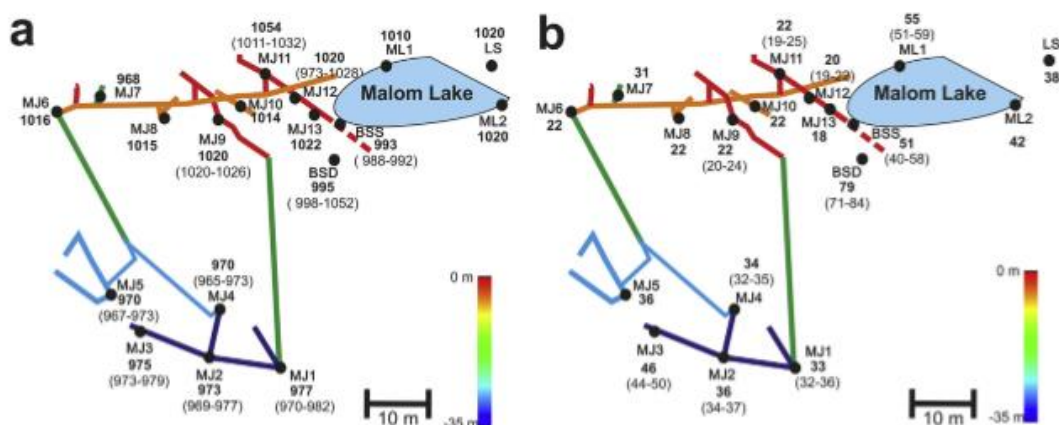 a
1054
(1011-1032)
MJ11
1020
(973-1028)
MJ12
1010
ML1
1020
LS
968
MJ7
MJ6
1016
MJ8
1015
MJ9
1020
(1020-1026)
MJ10
1014
MJ13
1022
Malom Lake
BSS
993
( 988-992)
ML2
1020
BSD
995
( 998-1052)
970
(965-973)
MJ4
MJ5
970
(967-973)
MJ3
975
(973-979)
MJ2
973
(969-977)
MJ1
977
(970-982)
0 m
-35 m
10 m
b
22
(19-25)
MJ11
20
(19-22)
MJ12
55
(51-59)
ML1
LS
38
31
MJ7
MJ6
22
MJ8
22
MJ9
22
(20-24)
MJ10
22
MJ13
18
Malom Lake
BSS
51
(40-58)
ML2
42
BSD
79
(71-84)
34
(32-35)
MJ4
MJ5
36
MJ3
46
(44-50)
MJ2
36
(34-37)
MJ1
33
(32-36)
0 m
-35 m
10 m